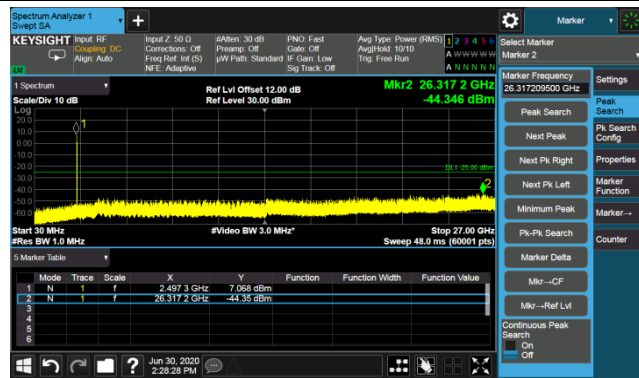 Spectrum Analyzer 1
Swept SA
Marker
KEYSIGHT
Input: RF
Coupling: DC
Align: Auto
Input Z: 50 Ω
Corrections: Off
Freq Ref: Int (S)
NFE: Adaptive
#Atten: 30 dB
Preamp: Off
µW Path: Standard
PNO: Fast
Gate: Off
IF Gain: Low
Sig Track: Off
Avg Type: Power (RMS)
Avg|Hold: 10/10
Trig: Free Run
1 2 3 4 5 6
A W W W W W
A N N N N N
Select Marker
Marker 2
1 Spectrum
Scale/Div 10 dB
Ref Lvl Offset 12.00 dB
Ref Level 30.00 dBm
Mkr2 26.317 2 GHz
-44.346 dBm
Log
20.0
10.0
0.00
-10.0
-20.0
-30.0
-40.0
-50.0
-60.0
1
DL1 -25.00 dBm
2
Start 30 MHz
#Res BW 1.0 MHz
#Video BW 3.0 MHz*
Stop 27.00 GHz
Sweep 48.0 ms (60001 pts)
5 Marker Table
Mode Trace Scale X Y Function Function Width Function Value
1 N 1 f 2.497 3 GHz 7.068 dBm
2 N 1 f 26.317 2 GHz -44.35 dBm
3
4
5
6
Marker Frequency
26.317209500 GHz
Peak Search
Next Peak
Next Pk Right
Next Pk Left
Minimum Peak
Pk-Pk Search
Marker Delta
Mkr→CF
Mkr→Ref Lvl
Continuous Peak
Search
On
Off
Settings
Peak
Search
Pk Search
Config
Properties
Marker
Function
Marker→
Counter
Jun 30, 2020
2:28:28 PM